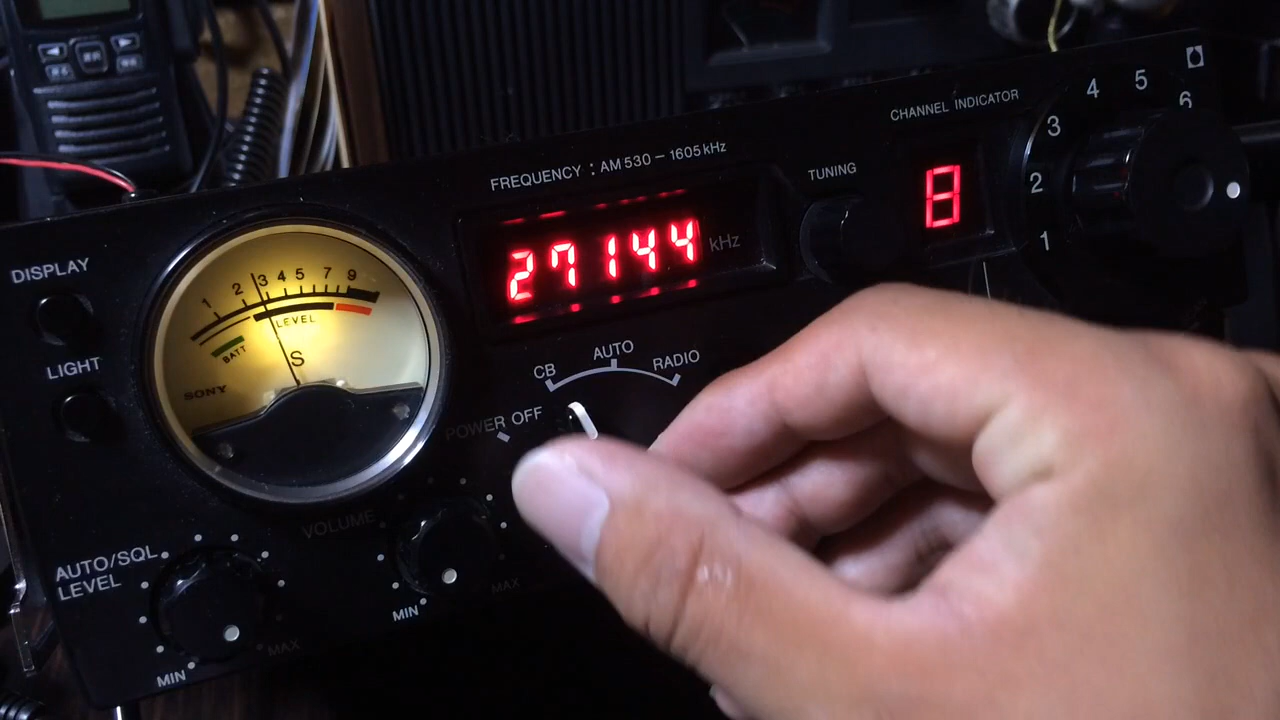 CHANNEL INDICATOR
4 5 6
3
2
1
FREQUENCY : AM 530 – 1605 kHz
TUNING
8
27144 kHz
DISPLAY
LIGHT
1 2 3 4 5 7 9
LEVEL
BATT
S
SONY
CB AUTO RADIO
POWER OFF
VOLUME
MIN MAX
AUTO/SQL
LEVEL
MIN MAX